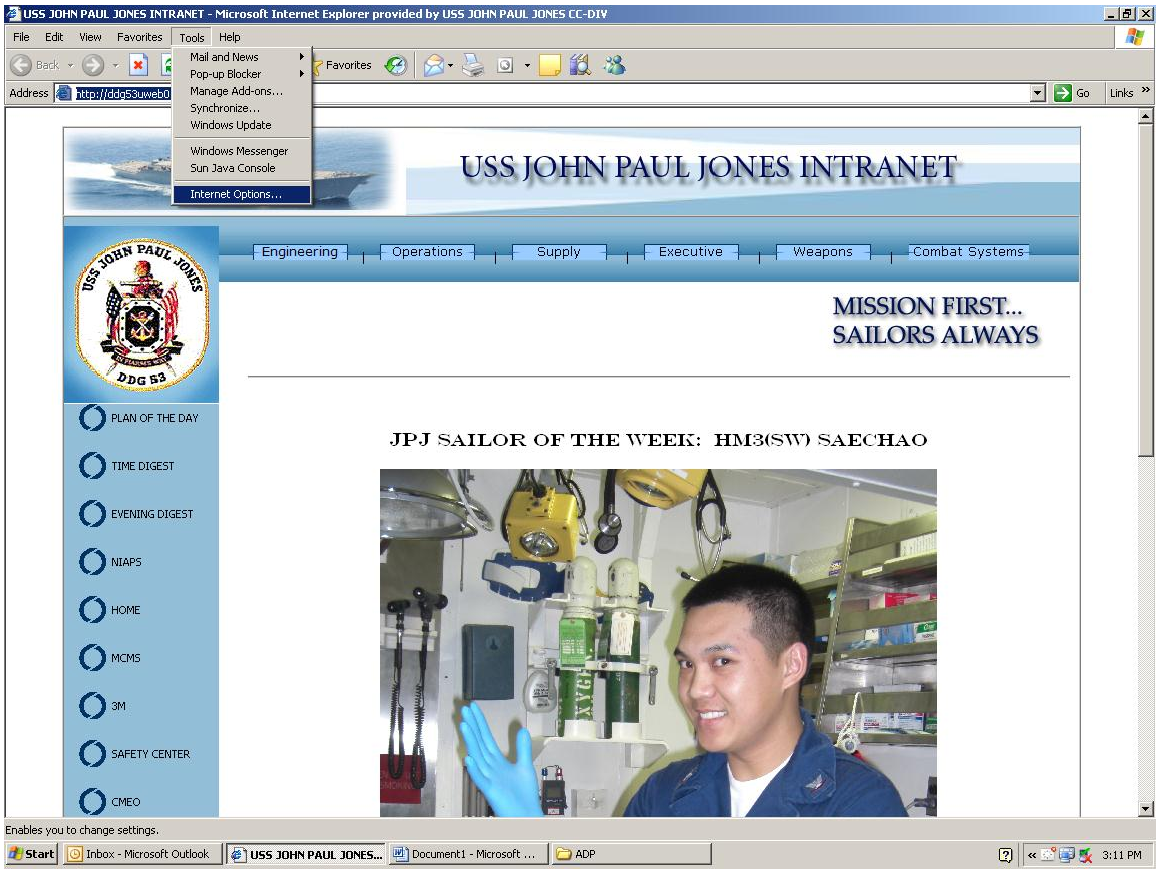 USS JOHN PAUL JONES INTRANET - Microsoft Internet Explorer provided by USS JOHN PAUL JONES CC-DIV
File Edit View Favorites Tools Help
Back Favorites
Address http://ddg53uweb0 Go Links »
Mail and News
Pop-up Blocker
Manage Add-ons...
Synchronize...
Windows Update
Windows Messenger
Sun Java Console
Internet Options...
USS JOHN PAUL JONES INTRANET
Engineering Operations Supply Executive Weapons Combat Systems
USS JOHN PAUL JONES
DDG 53
MISSION FIRST...
SAILORS ALWAYS
JPJ SAILOR OF THE WEEK: HM3(SW) SAECHAO
PLAN OF THE DAY
TIME DIGEST
EVENING DIGEST
NIAPS
HOME
MCMS
3M
SAFETY CENTER
CMEO
OXYGE
SMOKING
Enables you to change settings.
Start Inbox - Microsoft Outlook USS JOHN PAUL JONES... Document1 - Microsoft ... ADP « 3:11 PM